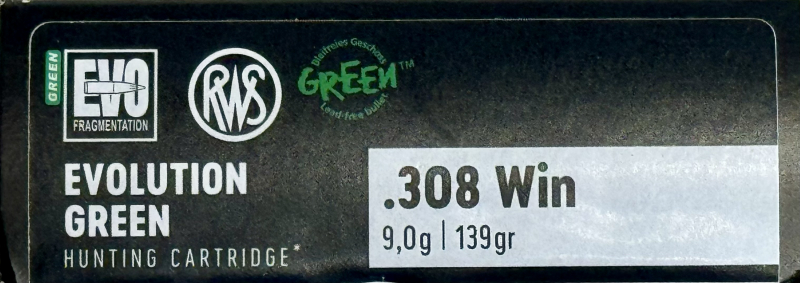 GREEN
EVO
FRAGMENTATION
RWS
Bleifreies Geschoss
GREEN™
Lead-free bullet
EVOLUTION
GREEN
HUNTING CARTRIDGE*
.308 Win
9,0g | 139gr